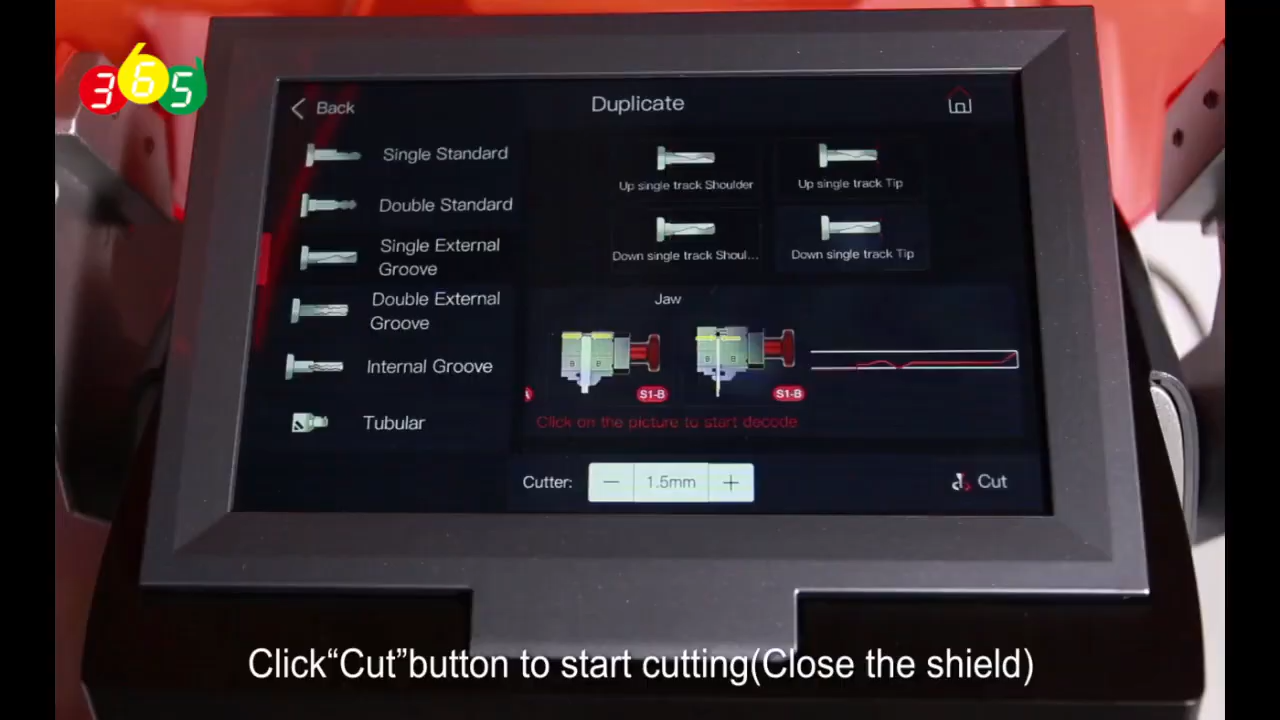 365
Back
Duplicate
Single Standard
Double Standard
Single External
Groove
Double External
Groove
Internal Groove
Tubular
Up single track Shoulder
Up single track Tip
Down single track Shoul...
Down single track Tip
Jaw
B B
S1-B
B B
S1-B
Click on the picture to start decode
Cutter:
1.5mm
Cut
Click“Cut”button to start cutting(Close the shield)